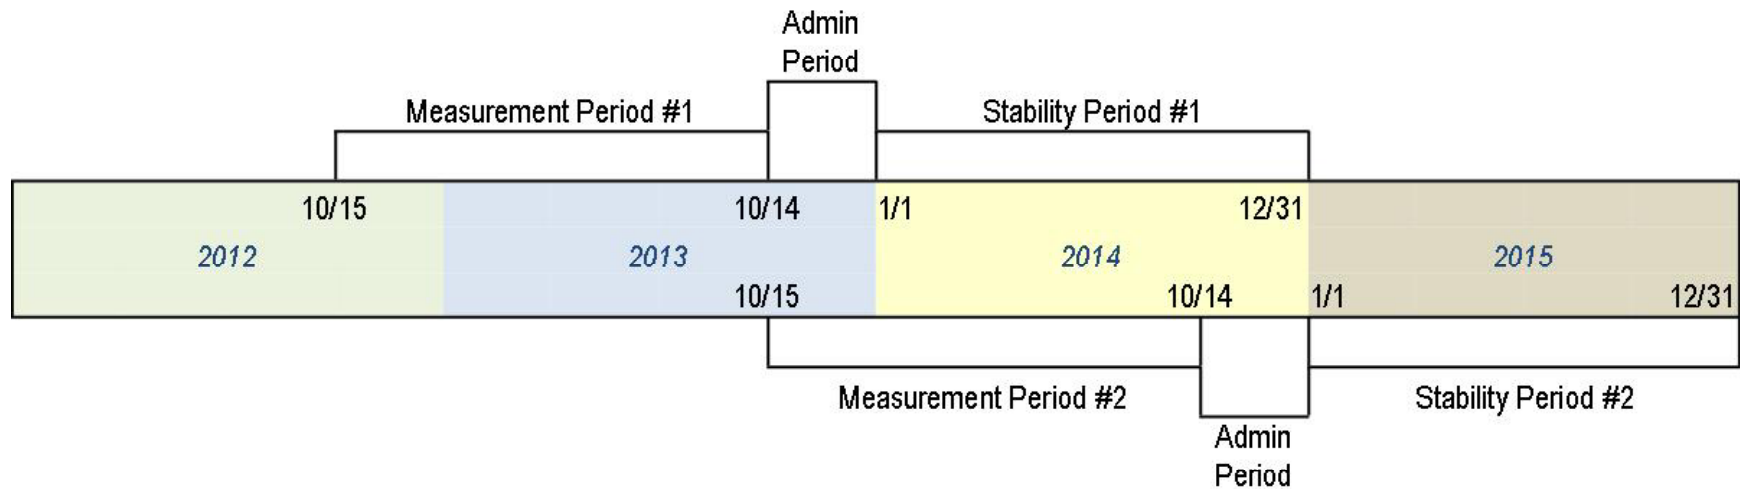 Admin
Period
Measurement Period #1
Stability Period #1
10/15
10/14
1/1
12/31
2012
2013
2014
2015
10/15
10/14
1/1
12/31
Measurement Period #2
Stability Period #2
Admin
Period